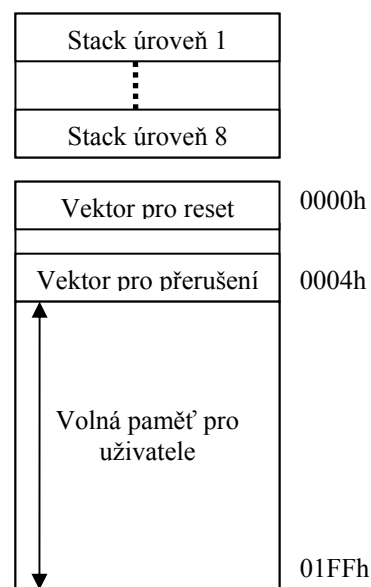 Stack úroveň 1
Stack úroveň 8
Vektor pro reset
0000h
Vektor pro přerušení
0004h
Volná paměť pro
uživatele
01FFh